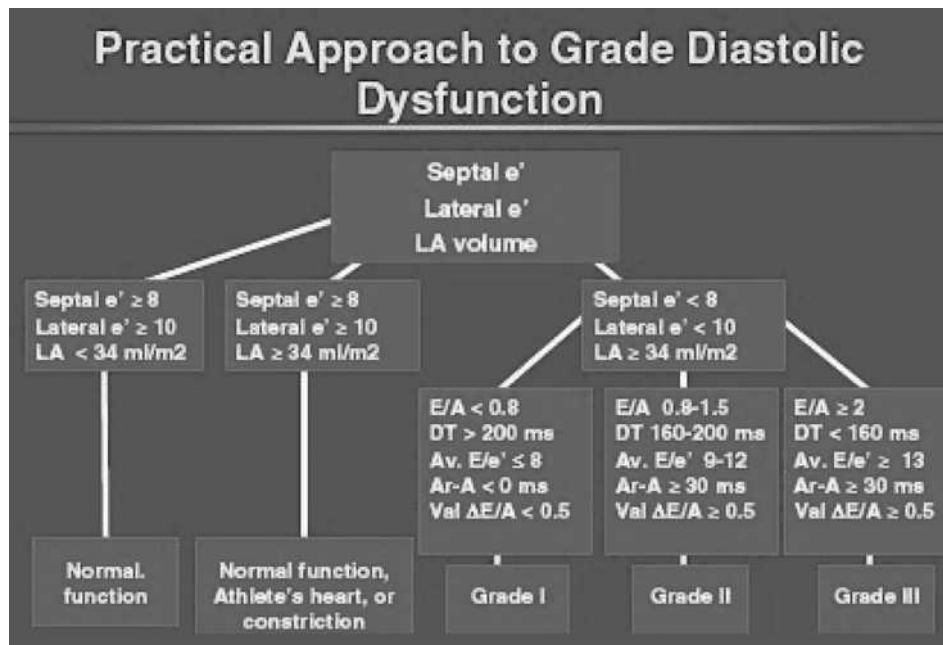 Practical Approach to Grade Diastolic
Dysfunction
Septal e'
Lateral e'
LA volume
Septal e' ≥ 8
Lateral e' ≥ 10
LA < 34 ml/m2
Septal e' ≥ 8
Lateral e' ≥ 10
LA ≥ 34 ml/m2
Septal e' < 8
Lateral e' < 10
LA ≥ 34 ml/m2
E/A < 0.8
DT > 200 ms
Av. E/e' ≤ 8
Ar-A < 0 ms
Val ΔE/A < 0.5
E/A 0.8-1.5
DT 160-200 ms
Av. E/e' 9-12
Ar-A ≥ 30 ms
Val ΔE/A ≥ 0.5
E/A ≥ 2
DT < 160 ms
Av. E/e' ≥ 13
Ar-A ≥ 30 ms
Val ΔE/A ≥ 0.5
Normal.
function
Normal function,
Athlete's heart, or
constriction
Grade I
Grade II
Grade III